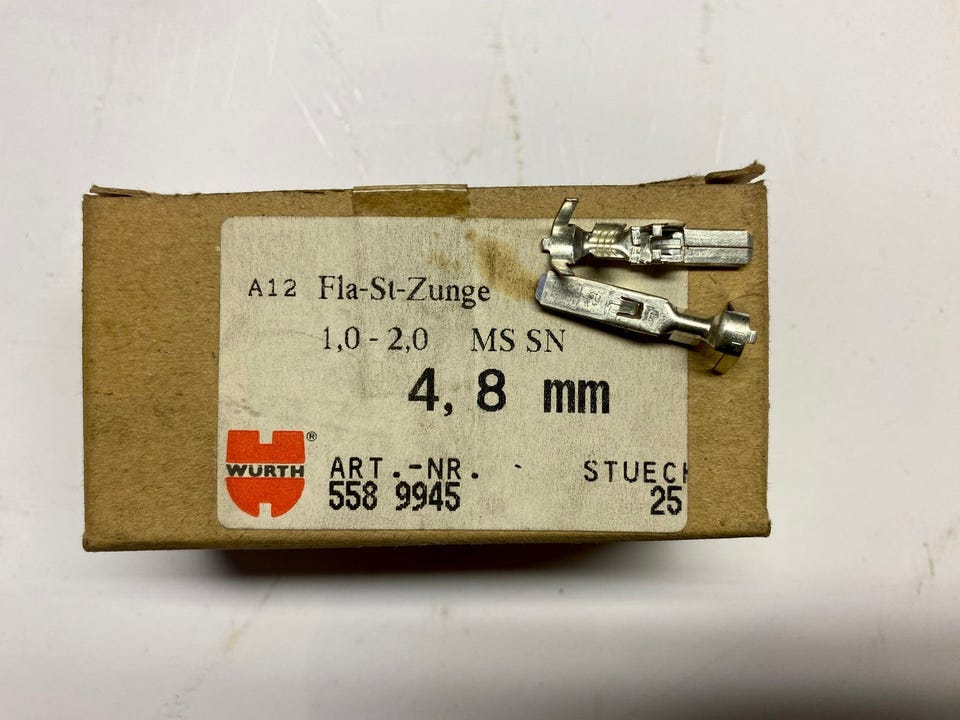 A12 Fla-St-Zunge
1,0 - 2,0 MS SN
4, 8 mm
WÜRTH ®
ART.-NR. STUECK
558 9945 25